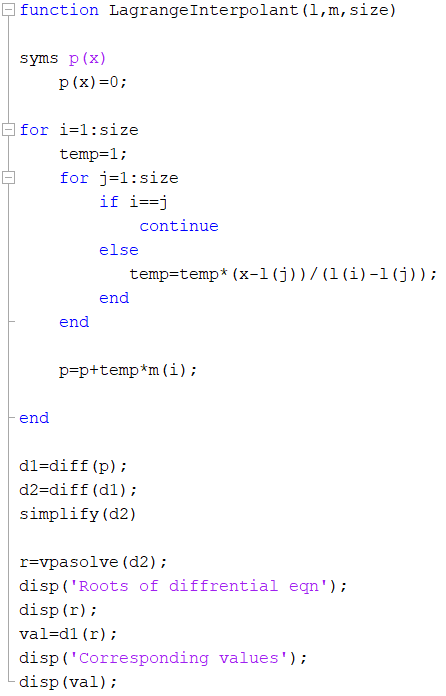 function LagrangeInterpolant(l,m,size)
syms p(x)
p(x)=0;
for i=1:size
temp=1;
for j=1:size
if i==j
continue
else
temp=temp*(x-l(j))/(l(i)-l(j));
end
end
p=p+temp*m(i);
end
d1=diff(p);
d2=diff(d1);
simplify(d2)
r=vpasolve(d2);
disp('Roots of diffrential eqn');
disp(r);
val=d1(r);
disp('Corresponding values');
disp(val);